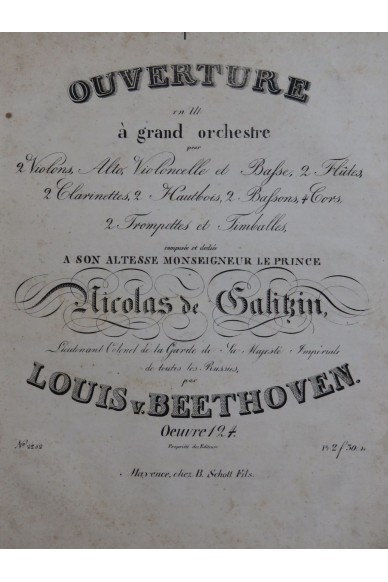 OUVERTURE
en Ut
à grand orchestre
pour
2 Violons, Alto, Violoncelle et Basse, 2 Flûtes,
2 Clarinettes, 2 Hautbois, 2 Bassons, 4 Cors,
2 Trompettes et Timballes,
composée et dédiée
A SON ALTESSE MONSEIGNEUR LE PRINCE
Nicolas de Galitzin,
Lieutenant Colonel de la Garde de Sa Majesté Impériale
de toutes les Russies,
par
LOUIS v. BEETHOVEN.
Oeuvre 124.
Propriété des Editeurs
Mayence, chez B. Schott Fils.